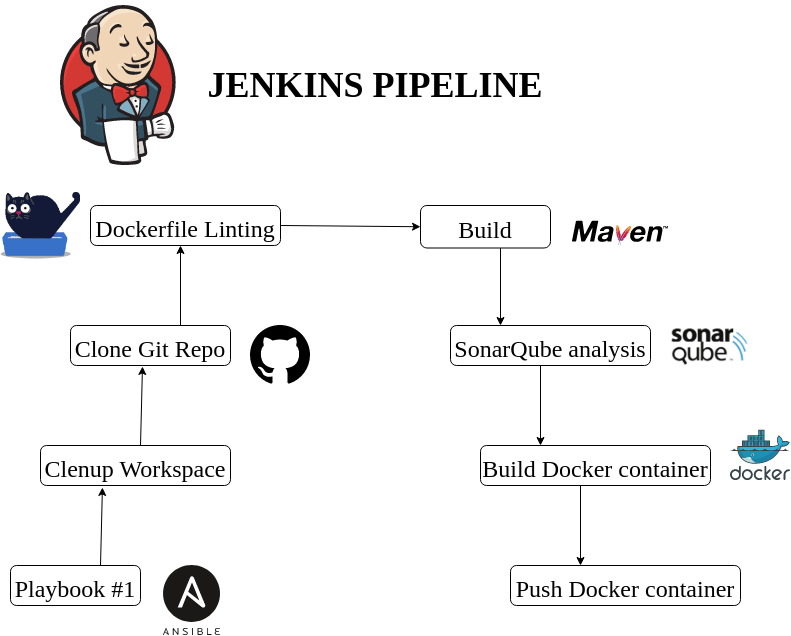 JENKINS PIPELINE
Dockerfile Linting
Build
Maven™
Clone Git Repo
SonarQube analysis
sonar
qube
Clenup Workspace
Build Docker container
docker
Playbook #1
ANSIBLE
Push Docker container